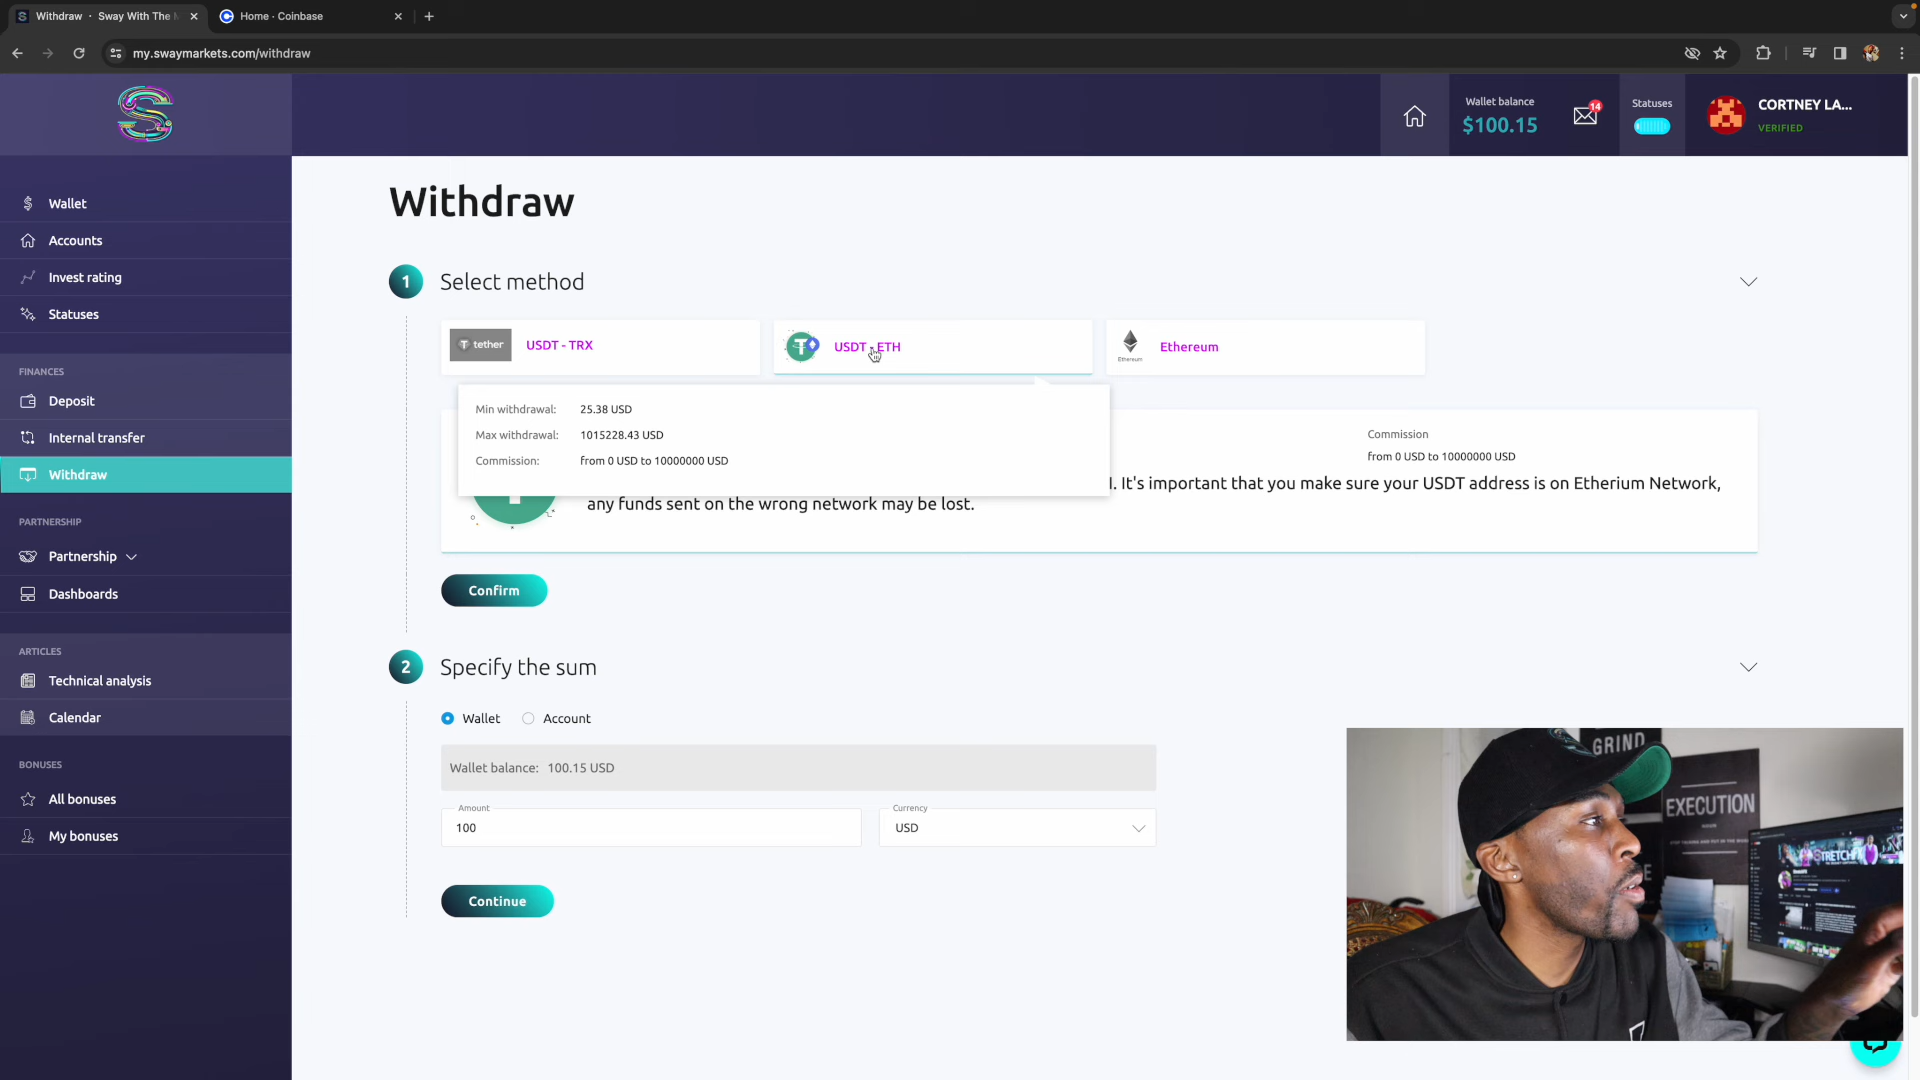 Withdraw · Sway With The M
Home · Coinbase
my.swaymarkets.com/withdraw
Wallet balance
$100.15
14
Statuses
CORTNEY LA...
VERIFIED
Wallet
Accounts
Invest rating
Statuses
FINANCES
Deposit
Internal transfer
Withdraw
PARTNERSHIP
Partnership
Dashboards
ARTICLES
Technical analysis
Calendar
BONUSES
All bonuses
My bonuses
Withdraw
1 Select method
tether USDT - TRX
USDT - ETH
Ethereum Ethereum
Min withdrawal: 25.38 USD
Max withdrawal: 1015228.43 USD
Commission: from 0 USD to 10000000 USD
Commission
from 0 USD to 10000000 USD
It's important that you make sure your USDT address is on Etherium Network,
any funds sent on the wrong network may be lost.
Confirm
2 Specify the sum
Wallet Account
Wallet balance: 100.15 USD
Amount
100
Currency
USD
Continue
GRIND
EXECUTION
STRETCH